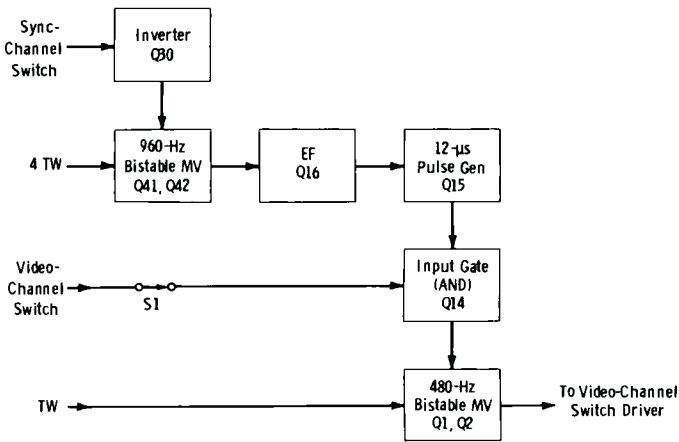 Sync-
Channel
Switch
Inverter
Q30
4 TW
960-Hz
Bistable MV
Q41, Q42
EF
Q16
12-µs
Pulse Gen
Q15
Video-
Channel
Switch
S1
Input Gate
(AND)
Q14
TW
480-Hz
Bistable MV
Q1, Q2
To Video-Channel
Switch Driver